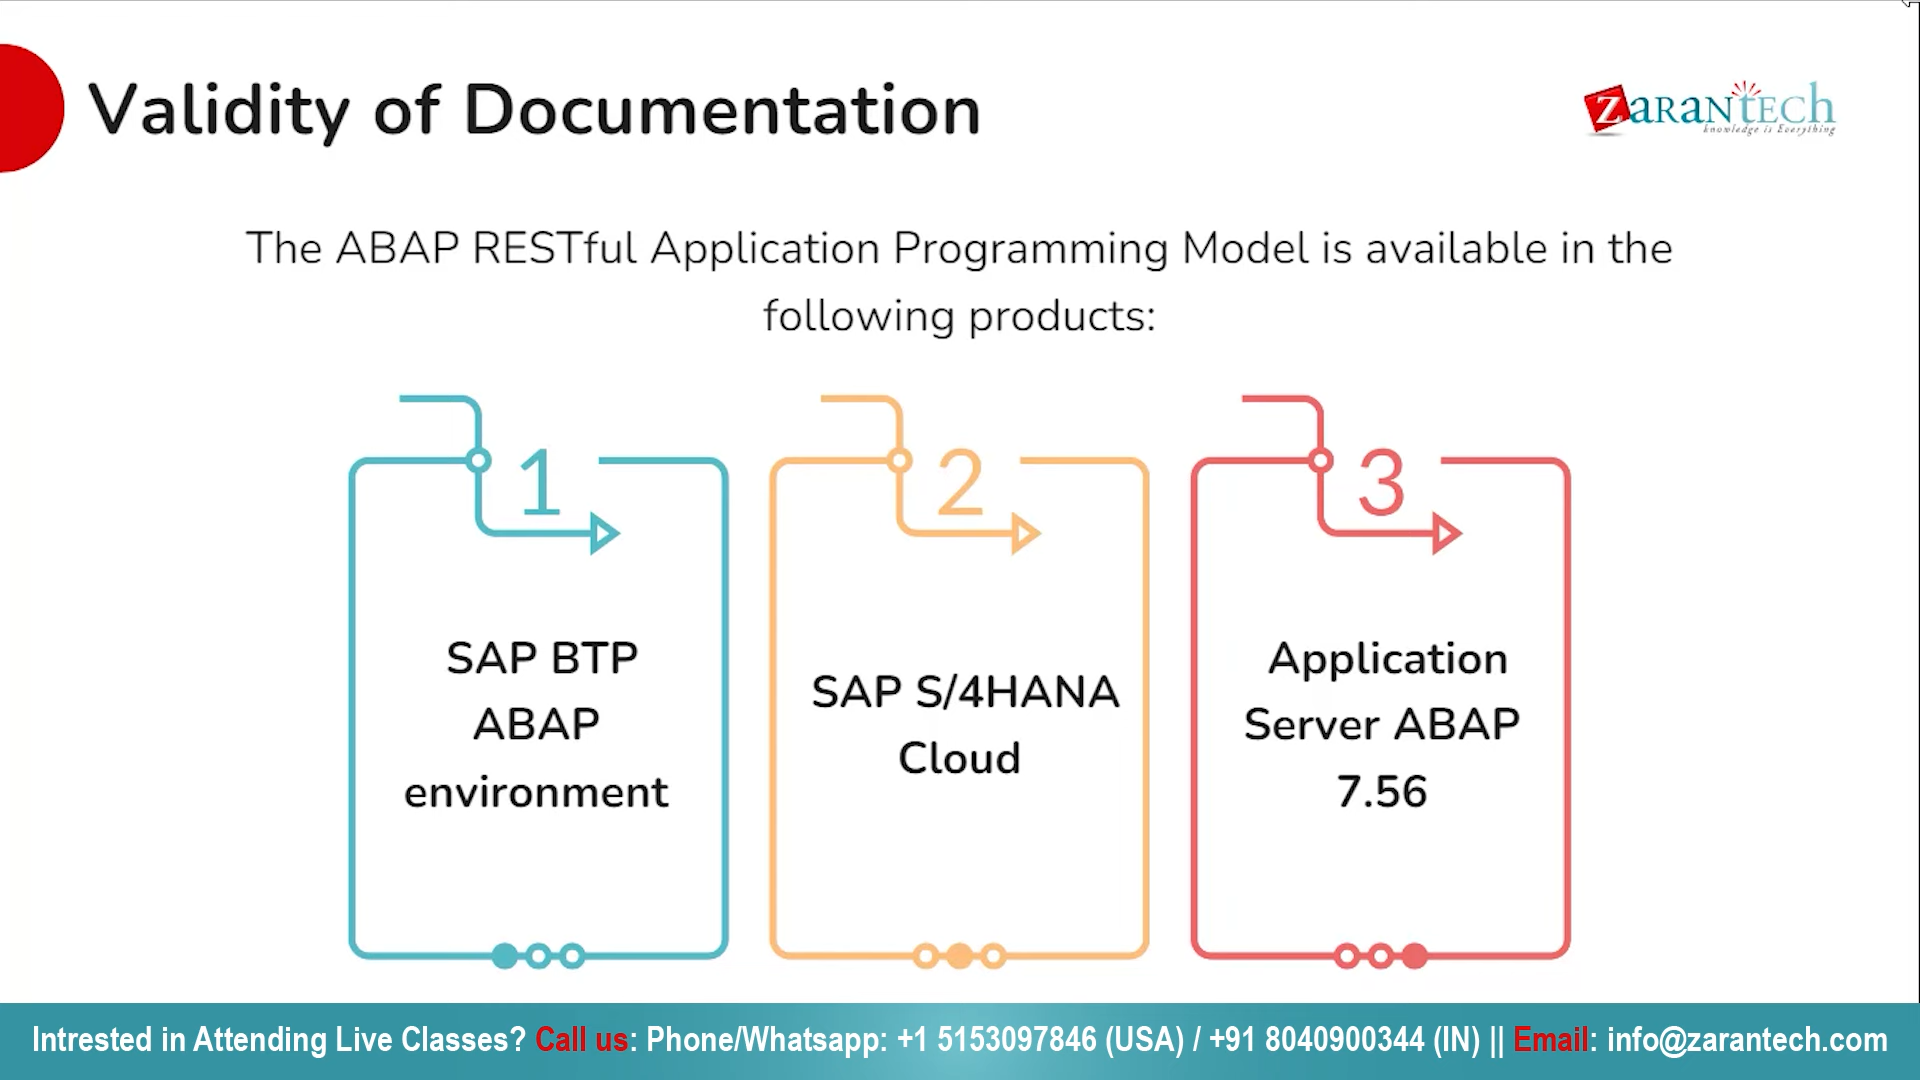 Validity of Documentation
ZARANTECH
knowledge is Everything
The ABAP RESTful Application Programming Model is available in the
following products:
1
SAP BTP
ABAP
environment
2
SAP S/4HANA
Cloud
3
Application
Server ABAP
7.56
Intrested in Attending Live Classes? Call us: Phone/Whatsapp: +1 5153097846 (USA) / +91 8040900344 (IN) || Email: info@zarantech.com